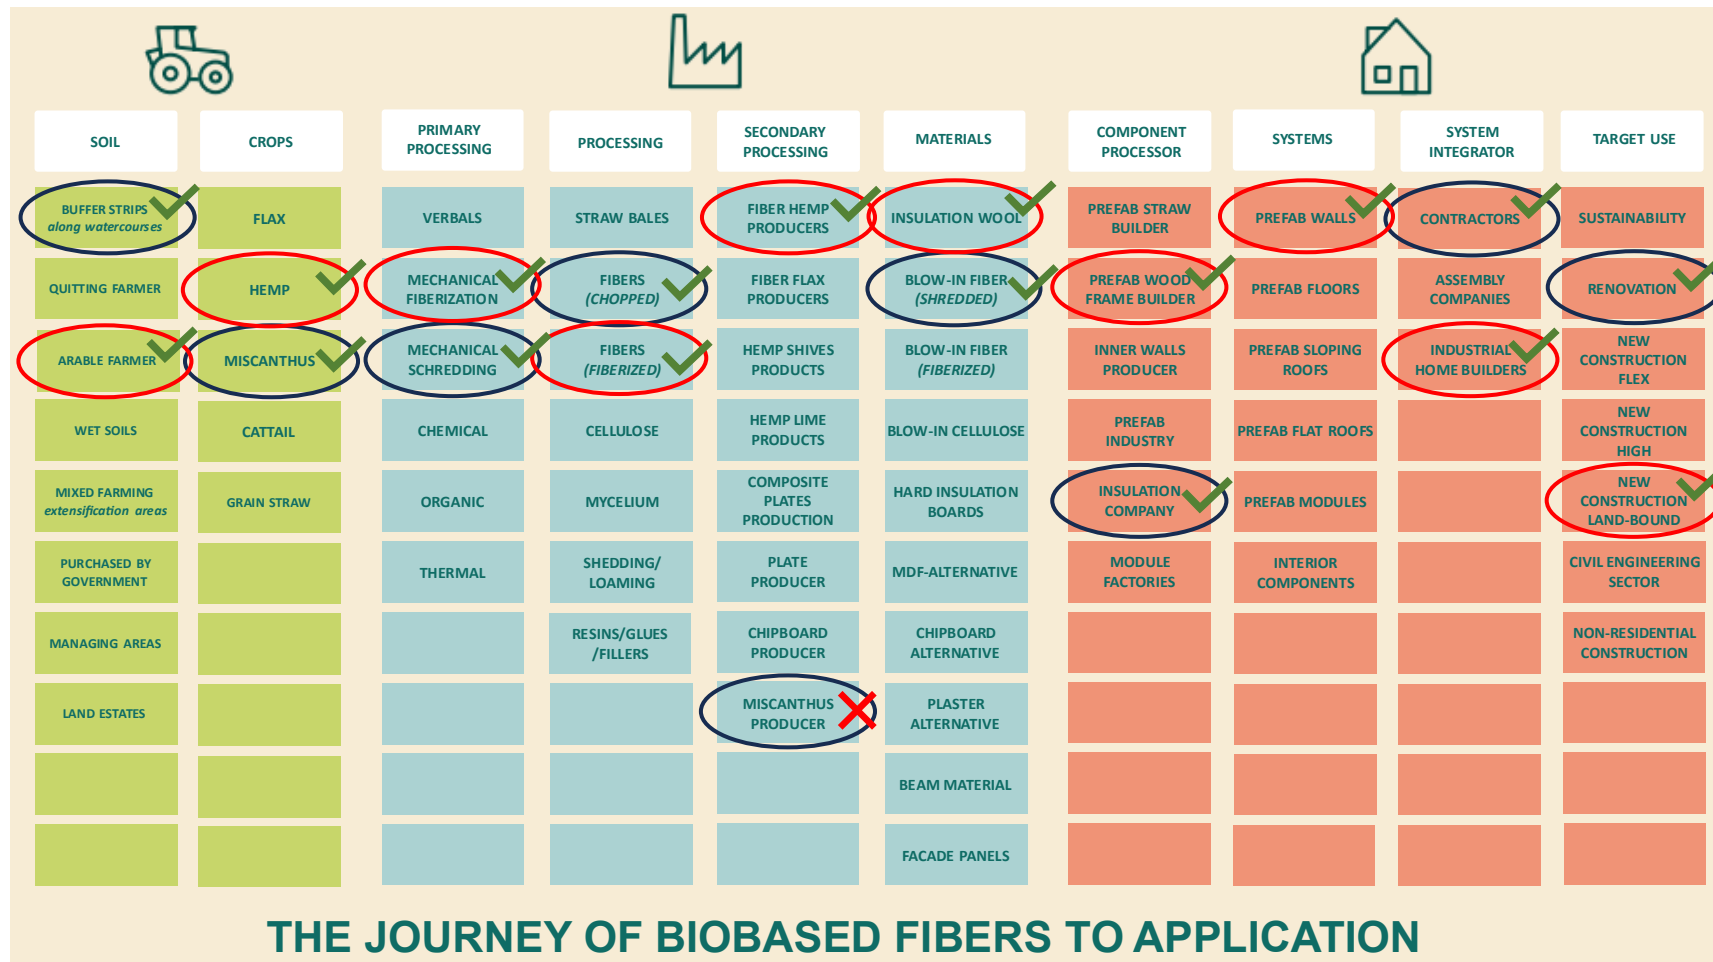 SOIL
CROPS
PRIMARY
PROCESSING
PROCESSING
SECONDARY
PROCESSING
MATERIALS
COMPONENT
PROCESSOR
SYSTEMS
SYSTEM
INTEGRATOR
TARGET USE
BUFFER STRIPS
along watercourses
QUITTING FARMER
ARABLE FARMER
WET SOILS
MIXED FARMING
extensification areas
PURCHASED BY
GOVERNMENT
MANAGING AREAS
LAND ESTATES
FLAX
HEMP
MISCANTHUS
CATTAIL
GRAIN STRAW
VERBALS
MECHANICAL
FIBERIZATION
MECHANICAL
SCHREDDING
CHEMICAL
ORGANIC
THERMAL
STRAW BALES
FIBERS
(CHOPPED)
FIBERS
(FIBERIZED)
CELLULOSE
MYCELIUM
SHEDDING/
LOAMING
RESINS/GLUES
/FILLERS
FIBER HEMP
PRODUCERS
FIBER FLAX
PRODUCERS
HEMP SHIVES
PRODUCTS
HEMP LIME
PRODUCTS
COMPOSITE
PLATES
PRODUCTION
PLATE
PRODUCER
CHIPBOARD
PRODUCER
MISCANTHUS
PRODUCER
INSULATION WOOL
BLOW-IN FIBER
(SHREDDED)
BLOW-IN FIBER
(FIBERIZED)
BLOW-IN CELLULOSE
HARD INSULATION
BOARDS
MDF-ALTERNATIVE
CHIPBOARD
ALTERNATIVE
PLASTER
ALTERNATIVE
BEAM MATERIAL
FACADE PANELS
PREFAB STRAW
BUILDER
PREFAB WOOD
FRAME BUILDER
INNER WALLS
PRODUCER
PREFAB
INDUSTRY
INSULATION
COMPANY
MODULE
FACTORIES
PREFAB WALLS
PREFAB FLOORS
PREFAB SLOPING
ROOFS
PREFAB FLAT ROOFS
PREFAB MODULES
INTERIOR
COMPONENTS
CONTRACTORS
ASSEMBLY
COMPANIES
INDUSTRIAL
HOME BUILDERS
SUSTAINABILITY
RENOVATION
NEW
CONSTRUCTION
FLEX
NEW
CONSTRUCTION
HIGH
NEW
CONSTRUCTION
LAND-BOUND
CIVIL ENGINEERING
SECTOR
NON-RESIDENTIAL
CONSTRUCTION
THE JOURNEY OF BIOBASED FIBERS TO APPLICATION